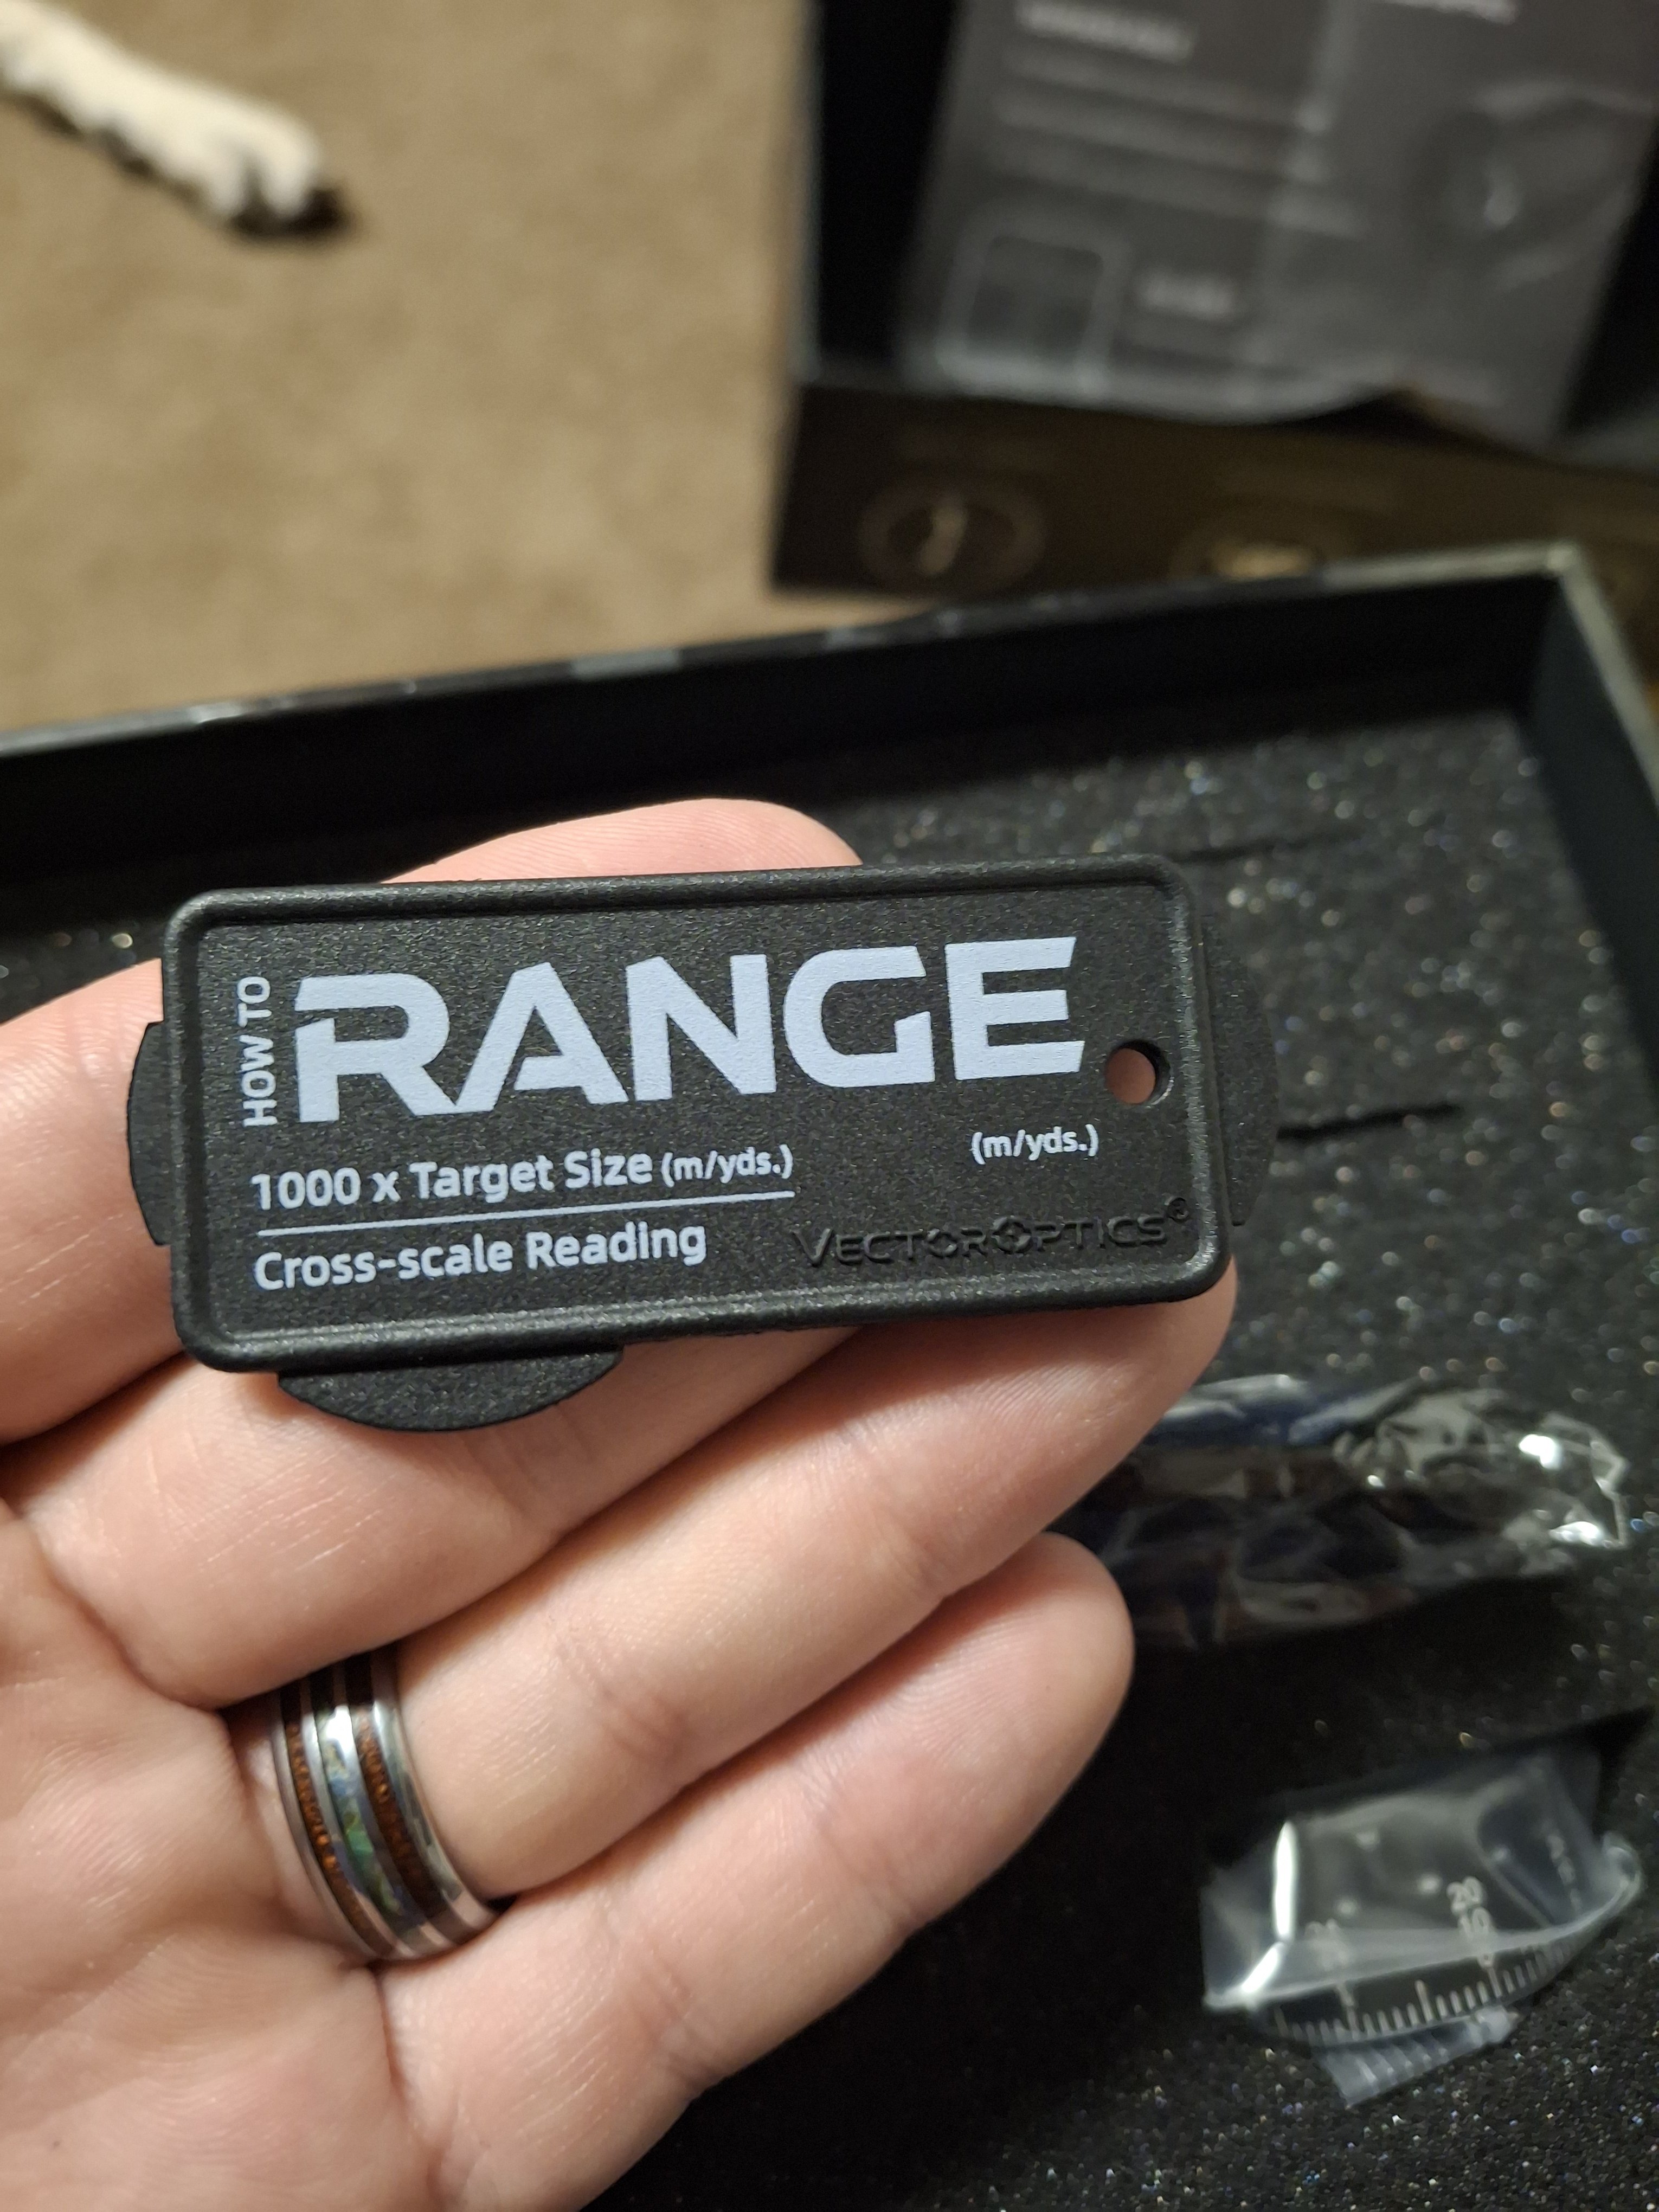 HOW TO
RANGE
1000 x Target Size (m/yds.)
(m/yds.)
Cross-scale Reading
VECTOROPTICS®
20
10